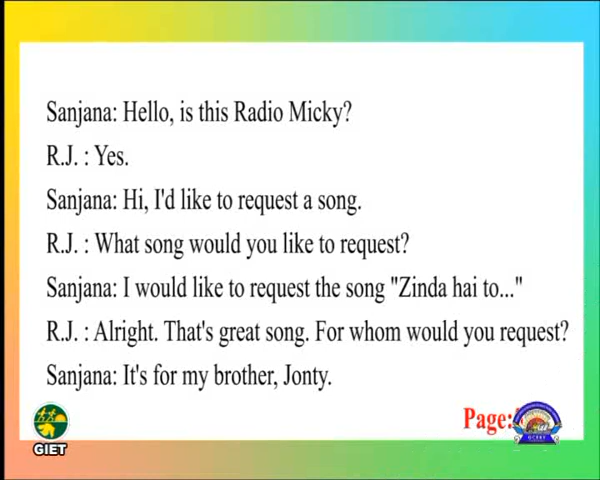 Sanjana: Hello, is this Radio Micky?
R.J. : Yes.
Sanjana: Hi, I'd like to request a song.
R.J. : What song would you like to request?
Sanjana: I would like to request the song "Zinda hai to..."
R.J. : Alright. That's great song. For whom would you request?
Sanjana: It's for my brother, Jonty.
Page:
GIET